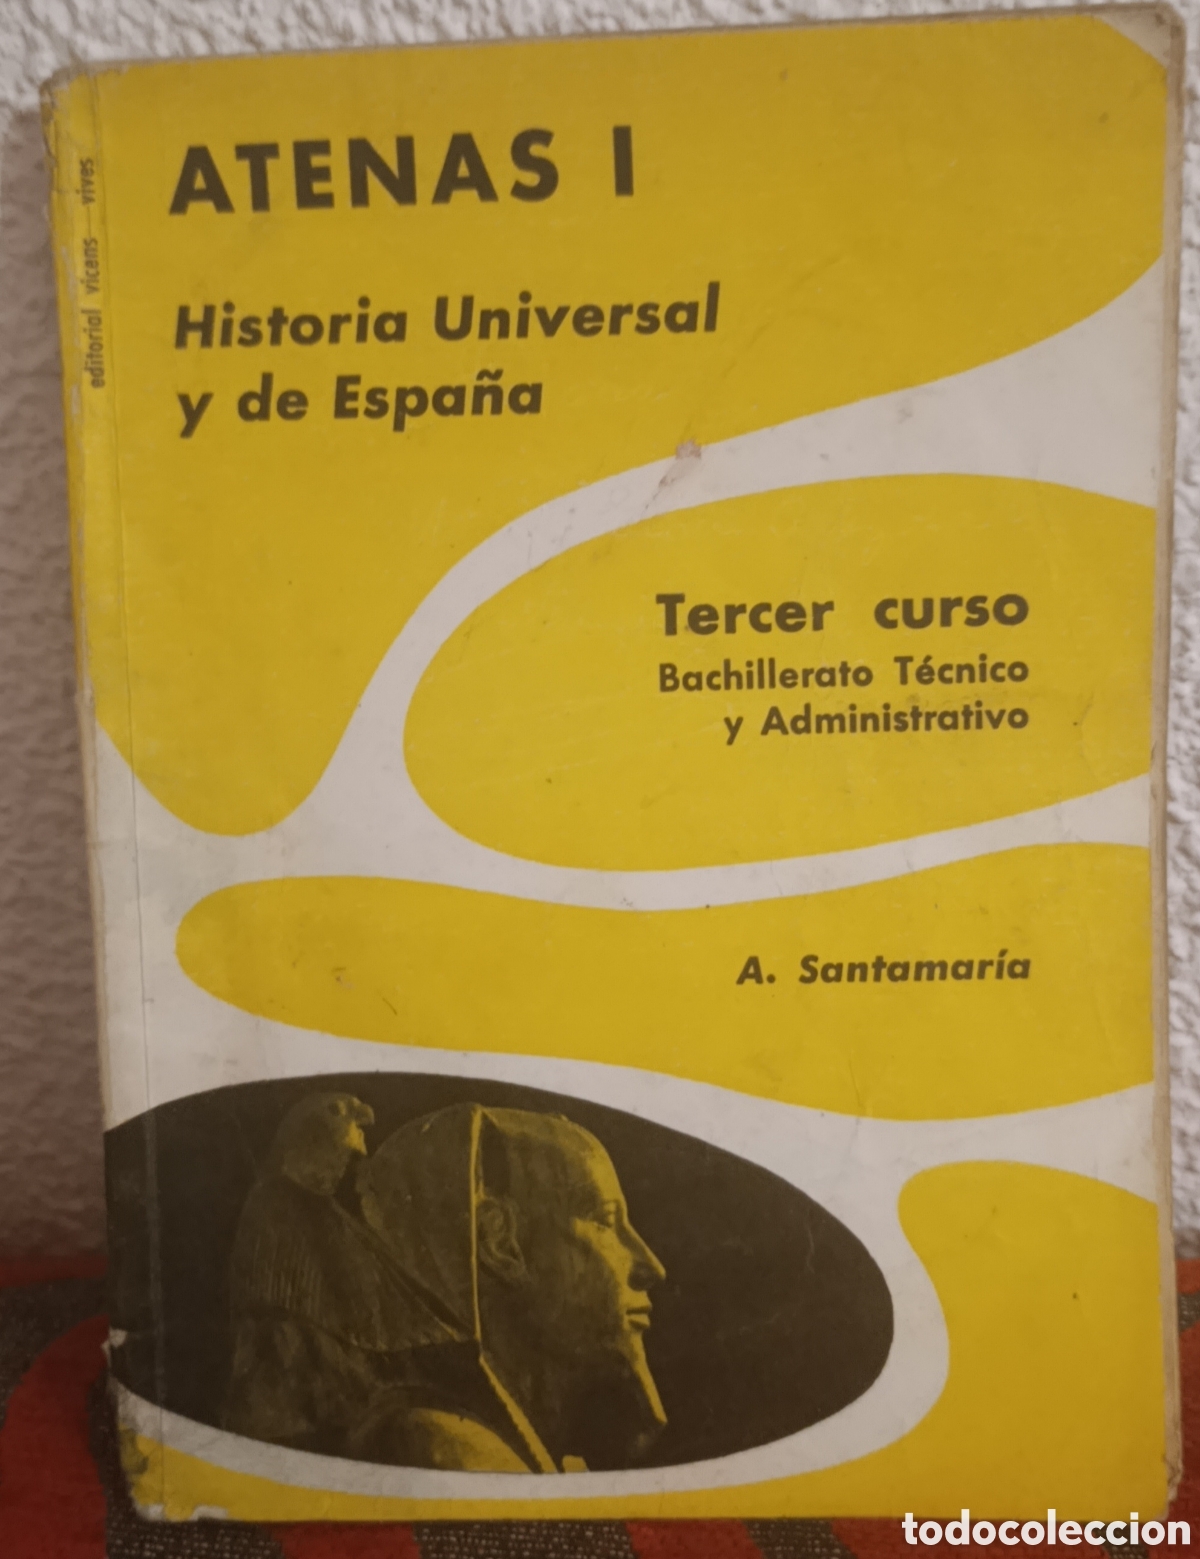 ATENAS I
Historia Universal
y de España
editorial vicens—vives
Tercer curso
Bachillerato Técnico
y Administrativo
A. Santamaría
todocoleccion